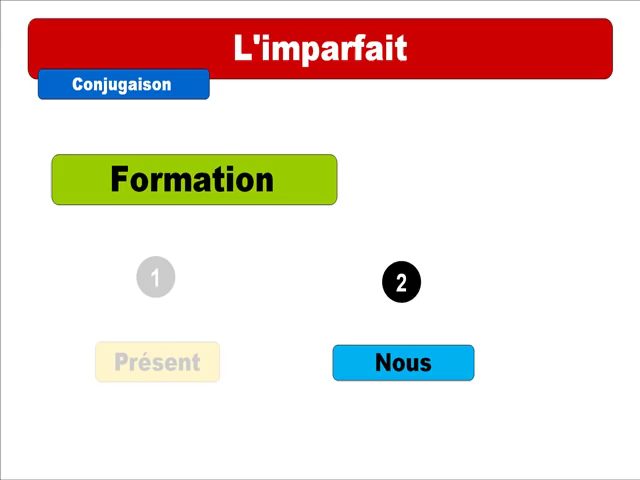 L'imparfait
Conjugaison
Formation
1
2
Présent
Nous